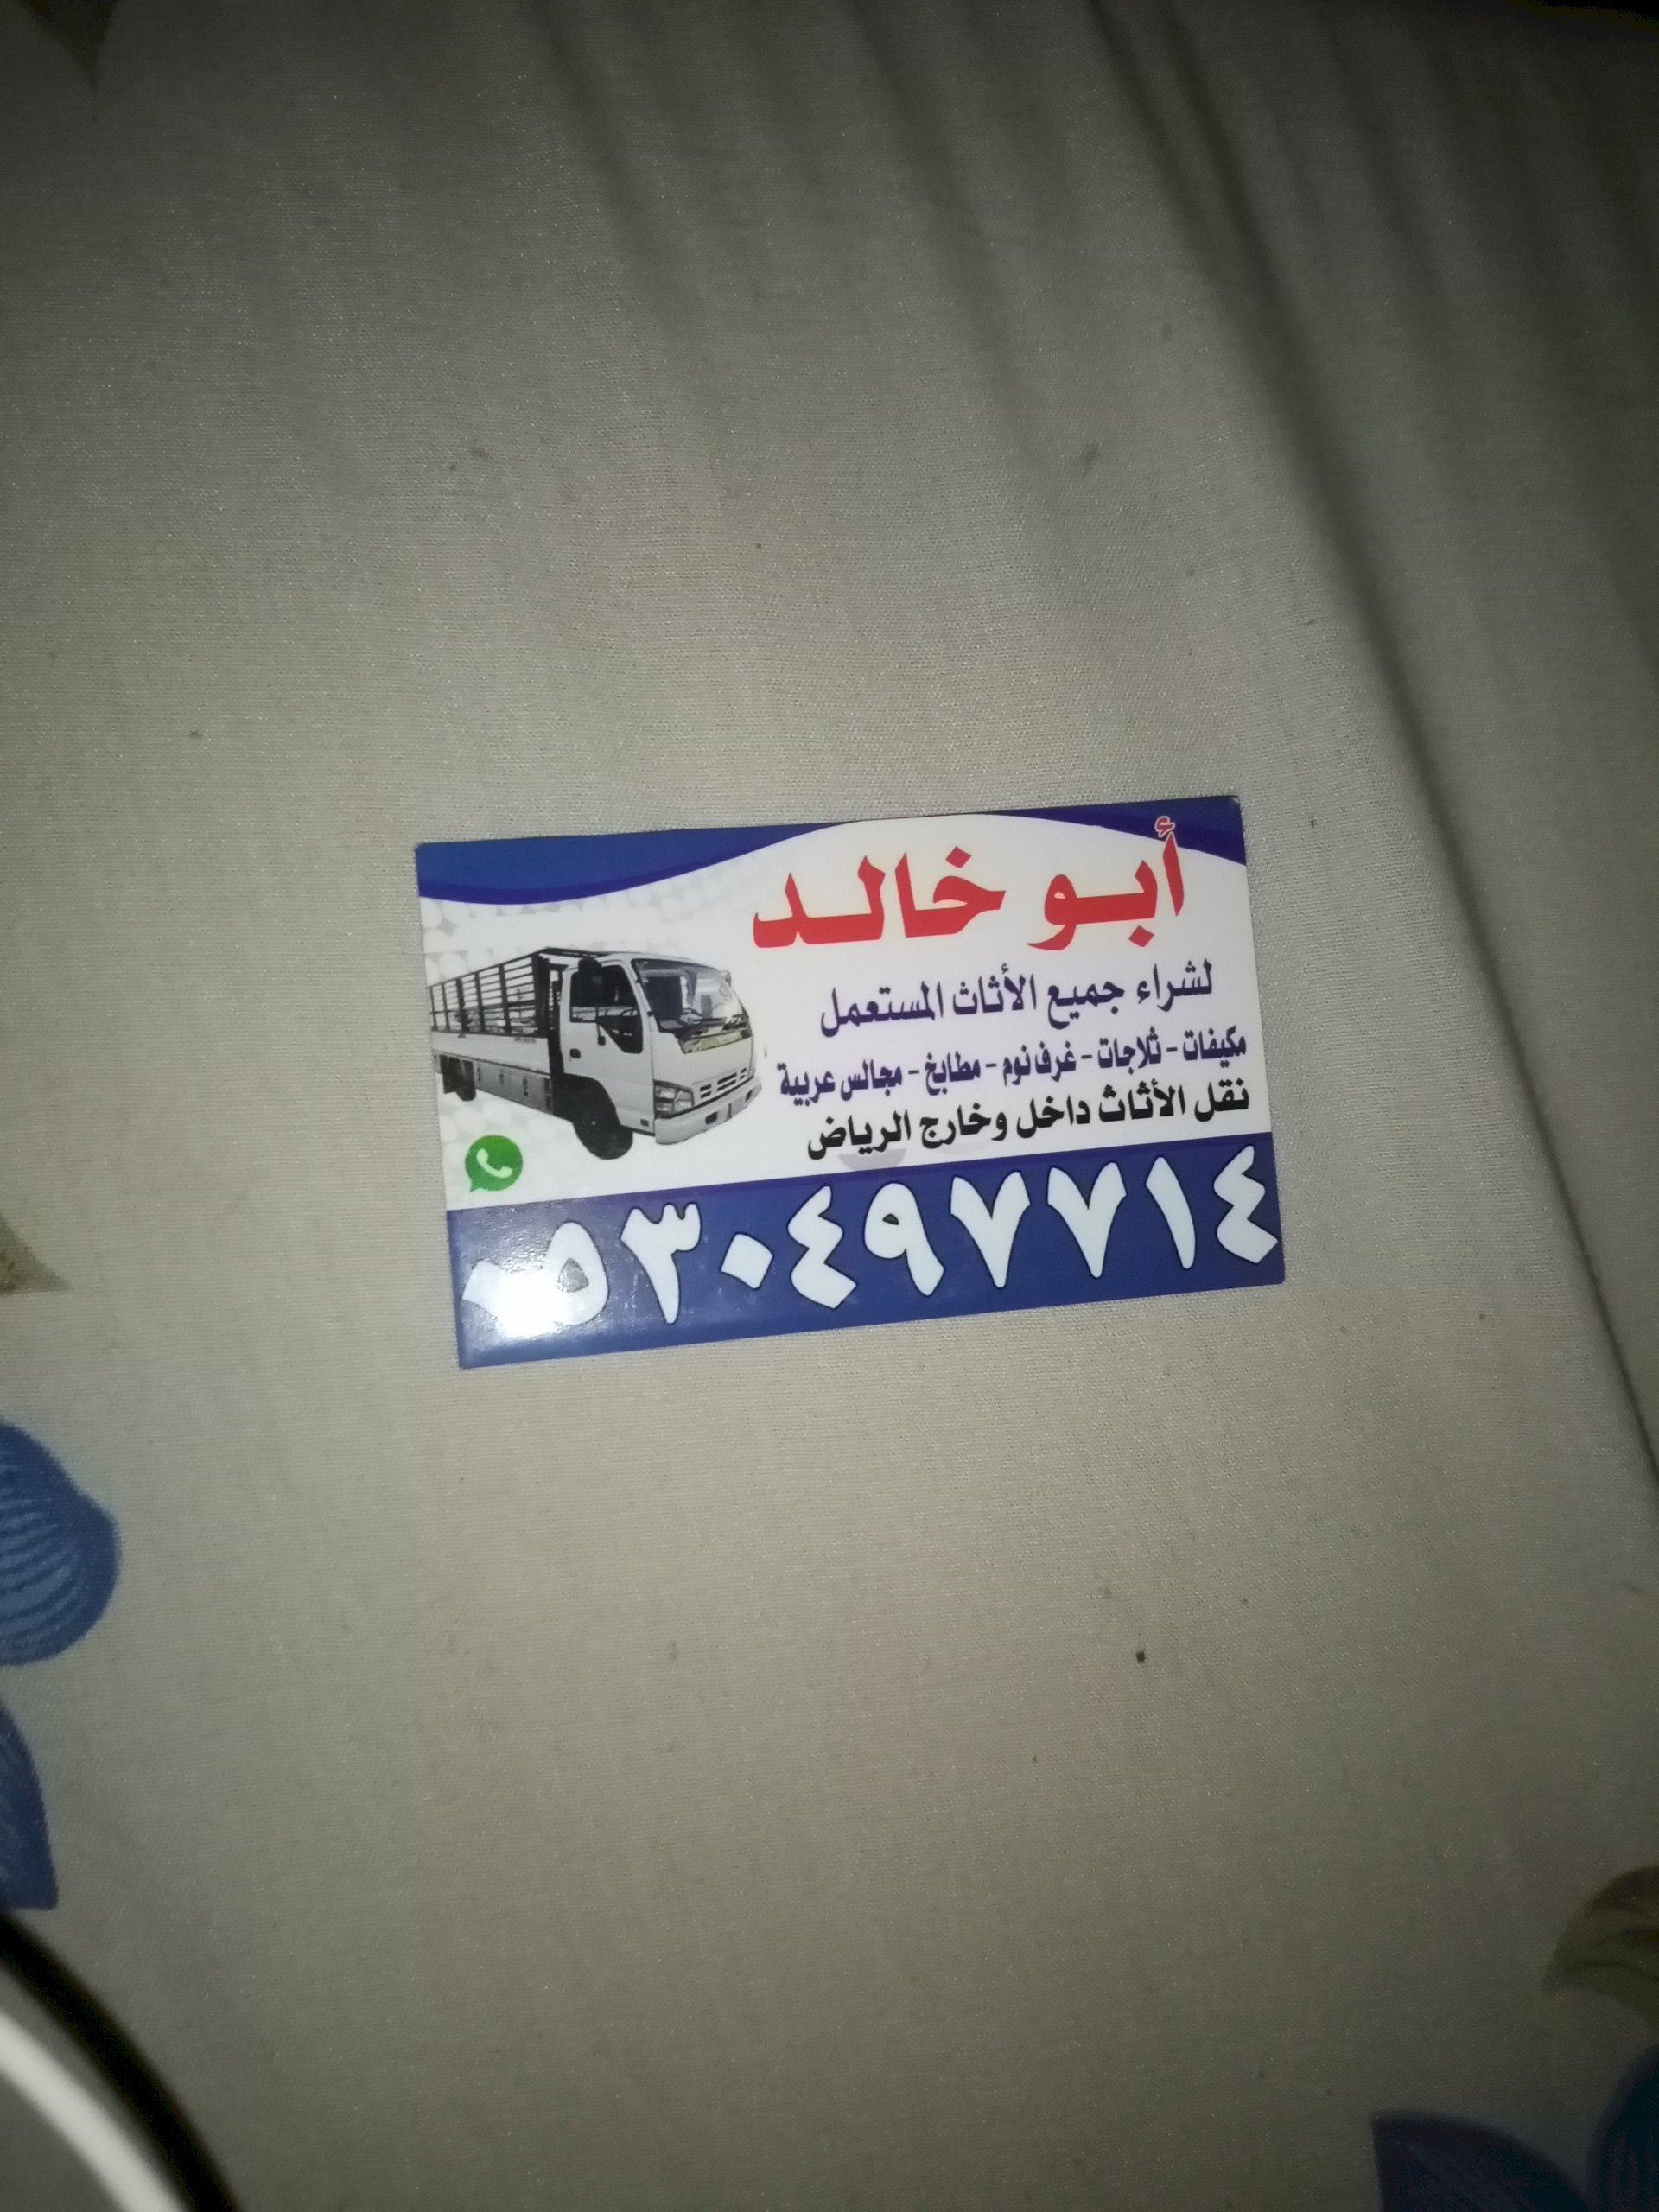 أبو خالد
لشراء جميع الأثاث المستعمل
مكيفات - ثلاجات - غرف نوم - مطابخ - مجالس عربية
نقل الأثاث داخل وخارج الرياض
٠٥٣٠٤٩٧٧١٤